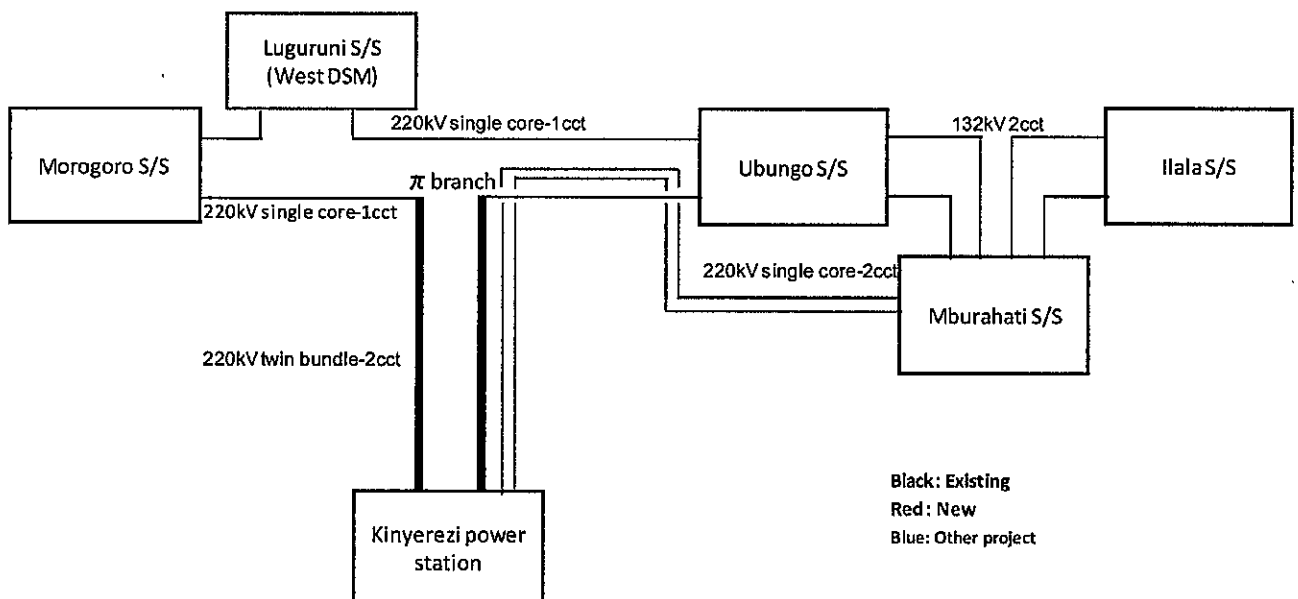 Luguruni S/S
(West DSM)
Morogoro S/S
220kV single core-1cct
Ubungo S/S
132kV 2cct
Ilala S/S
π branch
220kV single core-1cct
220kV single core-2cct
Mburahati S/S
220kV twin bundle-2cct
Kinyerezi power
station
Black: Existing
Red: New
Blue: Other project